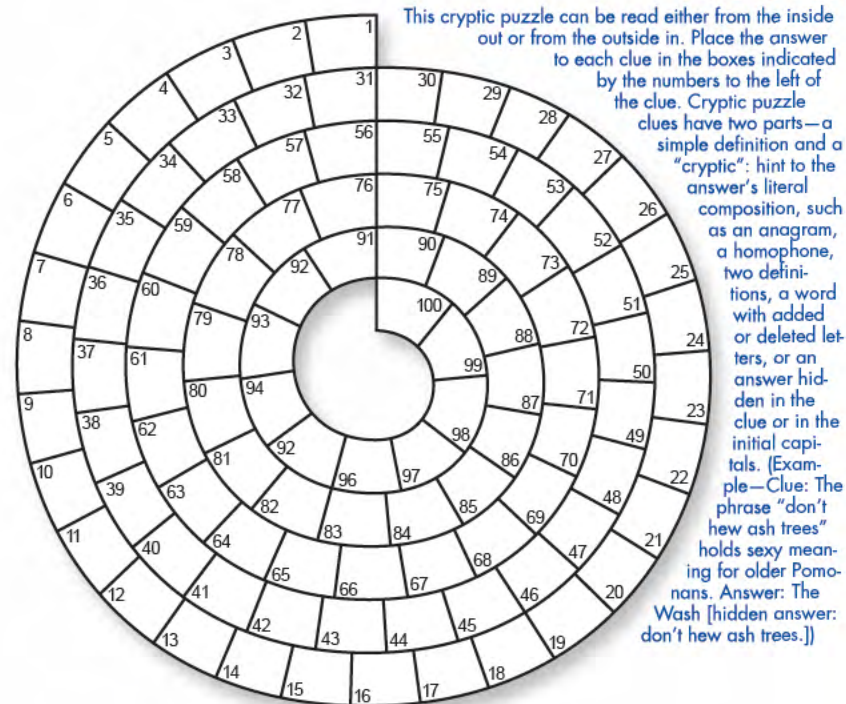 This cryptic puzzle can be read either from the inside
out or from the outside in. Place the answer
to each clue in the boxes indicated
by the numbers to the left of
the clue. Cryptic puzzle
clues have two parts—a
simple definition and a
"cryptic": hint to the
answer's literal
composition, such
as an anagram,
a homophone,
two defini-
tions, a word
with added
or deleted let-
ters, or an
answer hid-
den in the
clue or in the
initial capi-
tals. (Exam-
ple—Clue: The
phrase "don't
hew ash trees"
holds sexy mean-
ing for older Pomo-
nans. Answer: The
Wash [hidden answer:
don't hew ash trees.])
1 2 3 4 5 6 7 8 9 10 11 12 13 14 15 16 17 18 19 20 21 22 23 24 25 26 27 28 29 30
31 32 33 34 35 36 37 38 39 40 41 42 43 44 45 46 47 48 49 50 51 52 53 54 55
56 57 58 59 60 61 62 63 64 65 66 67 68 69 70 71 72 73 74 75
76 77 78 79 80 81 82 83 84 85 86 87 88 89 90
91 92 93 94 92 96 97 98 99 100